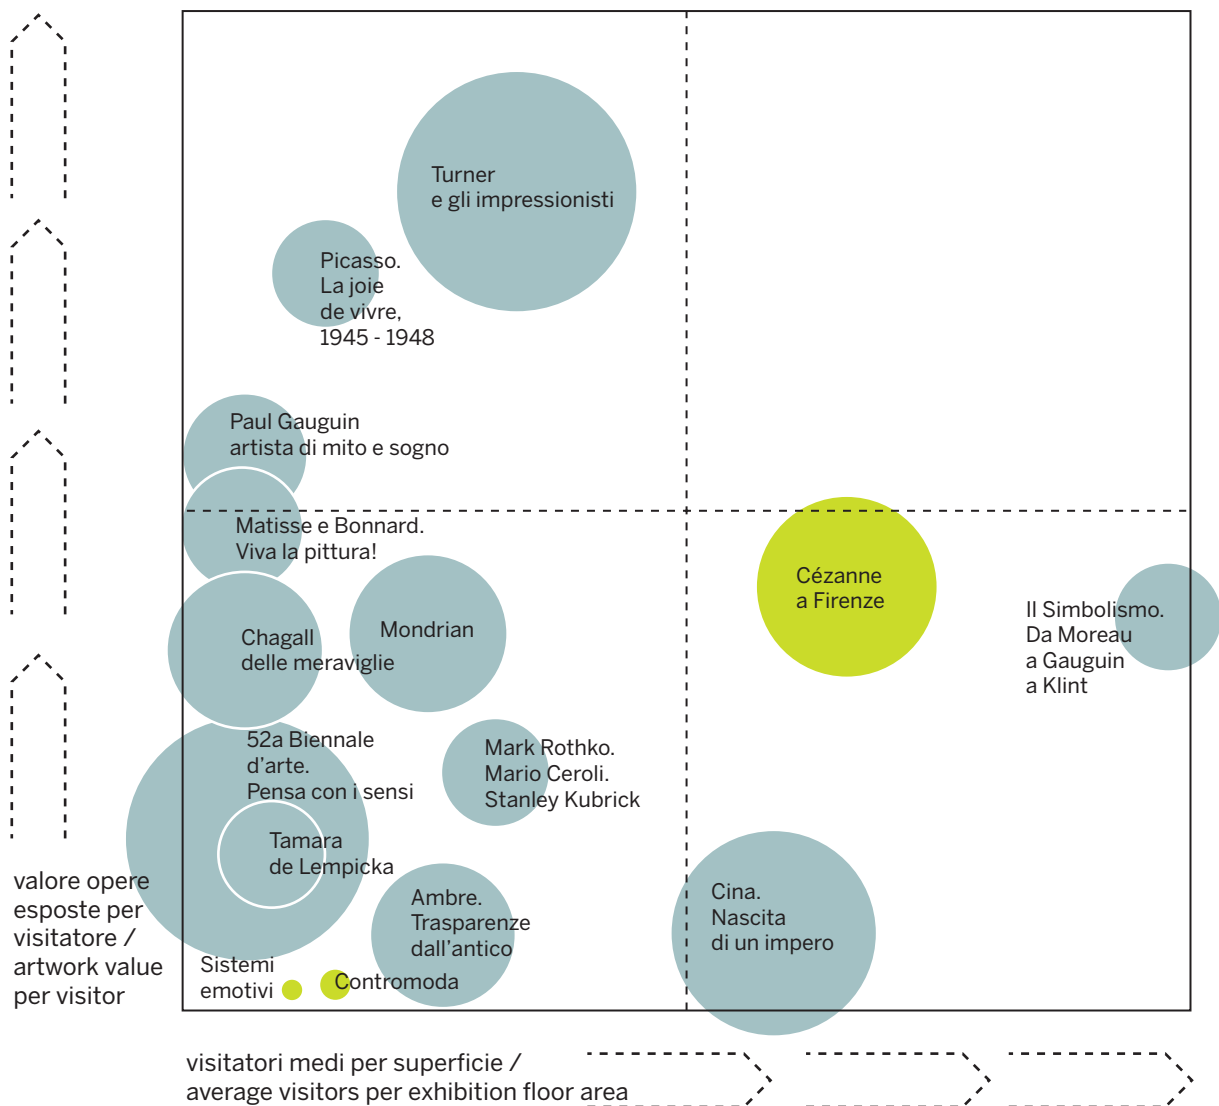 Turner
e gli impressionisti
Picasso.
La joie
de vivre,
1945 - 1948
Paul Gauguin
artista di mito e sogno
Matisse e Bonnard.
Viva la pittura!
Cézanne
a Firenze
Il Simbolismo.
Da Moreau
a Gauguin
a Klint
Chagall
delle meraviglie
Mondrian
52a Biennale
d'arte.
Pensa con i sensi
Mark Rothko.
Mario Ceroli.
Stanley Kubrick
Tamara
de Lempicka
Ambre.
Trasparenze
dall'antico
Cina.
Nascita
di un impero
Sistemi
emotivi
Contromoda
valore opere
esposte per
visitatore /
artwork value
per visitor
visitatori medi per superficie /
average visitors per exhibition floor area